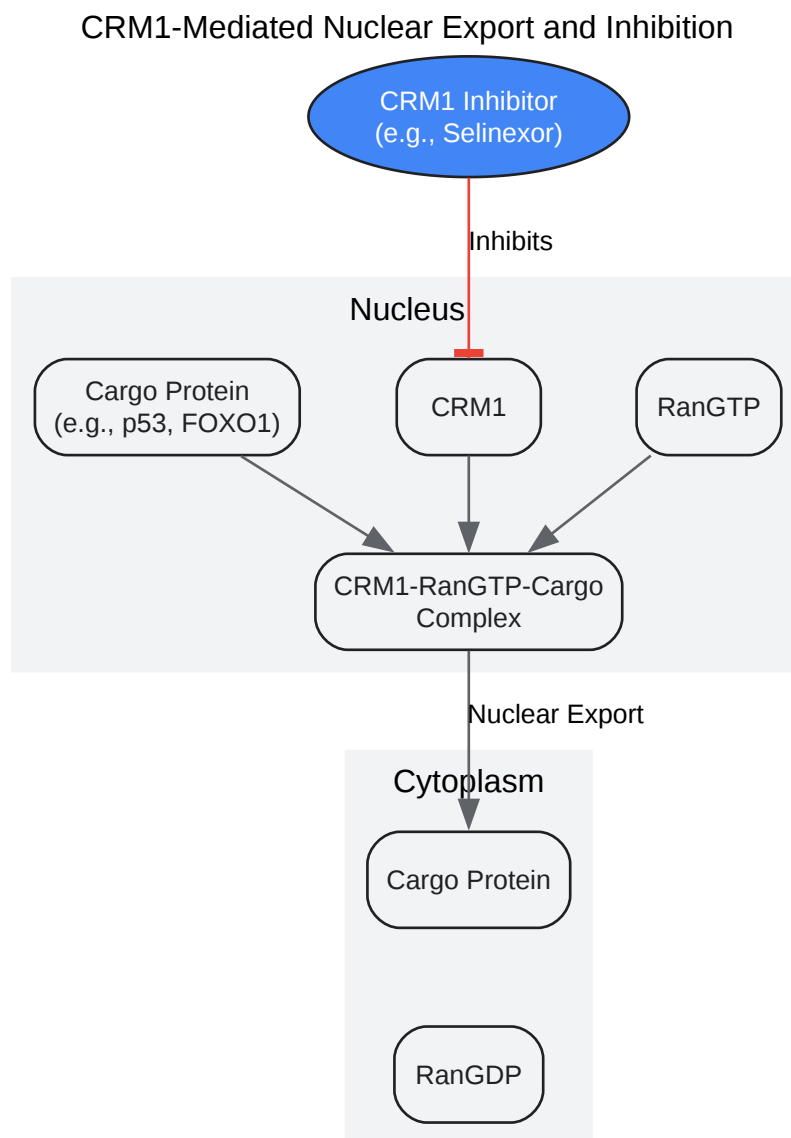 CRM1-Mediated Nuclear Export and Inhibition
CRM1 Inhibitor
(e.g., Selinexor)
Inhibits
Nucleus
Cargo Protein
(e.g., p53, FOXO1)
CRM1
RanGTP
CRM1-RanGTP-Cargo
Complex
Nuclear Export
Cytoplasm
Cargo Protein
RanGDP